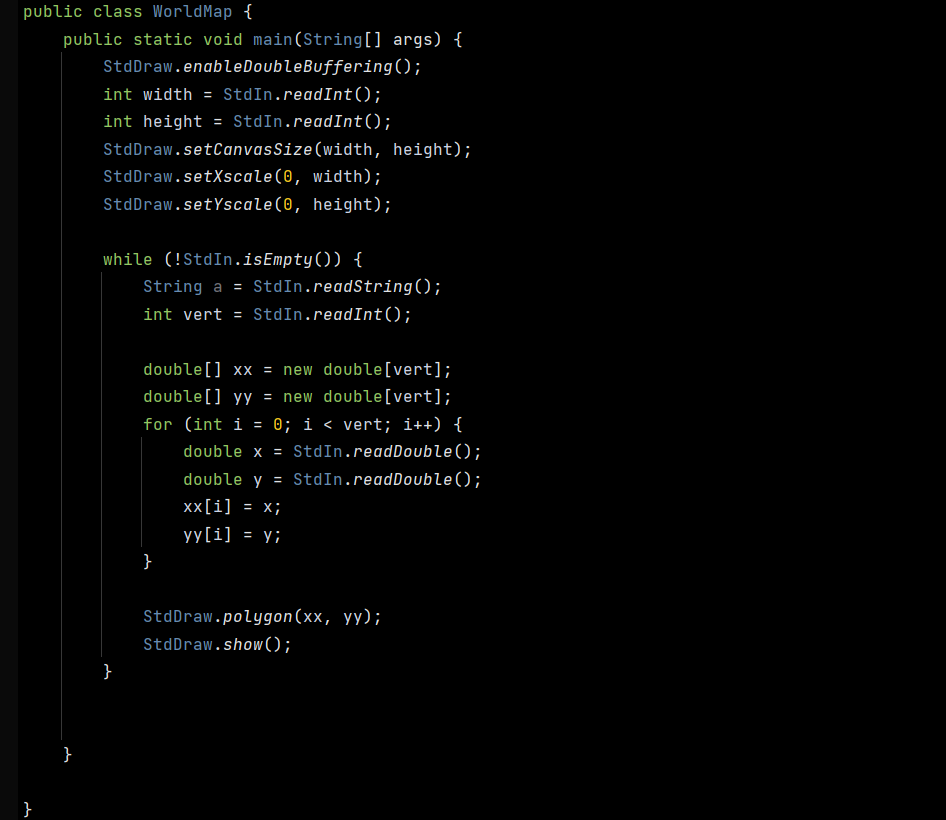 public class WorldMap {
    public static void main(String[] args) {
        StdDraw.enableDoubleBuffering();
        int width = StdIn.readInt();
        int height = StdIn.readInt();
        StdDraw.setCanvasSize(width, height);
        StdDraw.setXscale(0, width);
        StdDraw.setYscale(0, height);

        while (!StdIn.isEmpty()) {
            String a = StdIn.readString();
            int vert = StdIn.readInt();

            double[] xx = new double[vert];
            double[] yy = new double[vert];
            for (int i = 0; i < vert; i++) {
                double x = StdIn.readDouble();
                double y = StdIn.readDouble();
                xx[i] = x;
                yy[i] = y;
            }

            StdDraw.polygon(xx, yy);
            StdDraw.show();
        }


    }

}